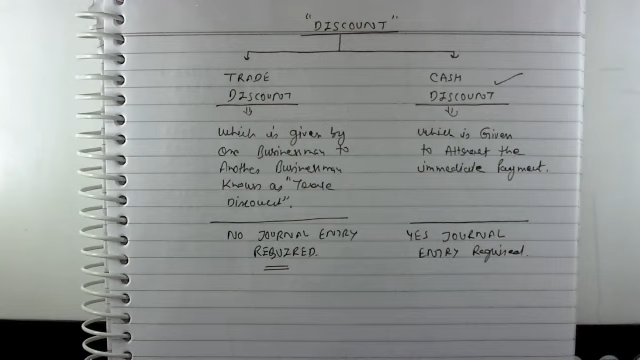 "DISCOUNT"
TRADE
DISCOUNT
Which is given by
One Businessman to
Another Businessman
Known as "Trade
Discount".
NO JOURNAL ENTRY
REQUIRED.
CASH
DISCOUNT
Which is Given
to Attract the
immediate Payment.
YES JOURNAL
ENTRY Required.